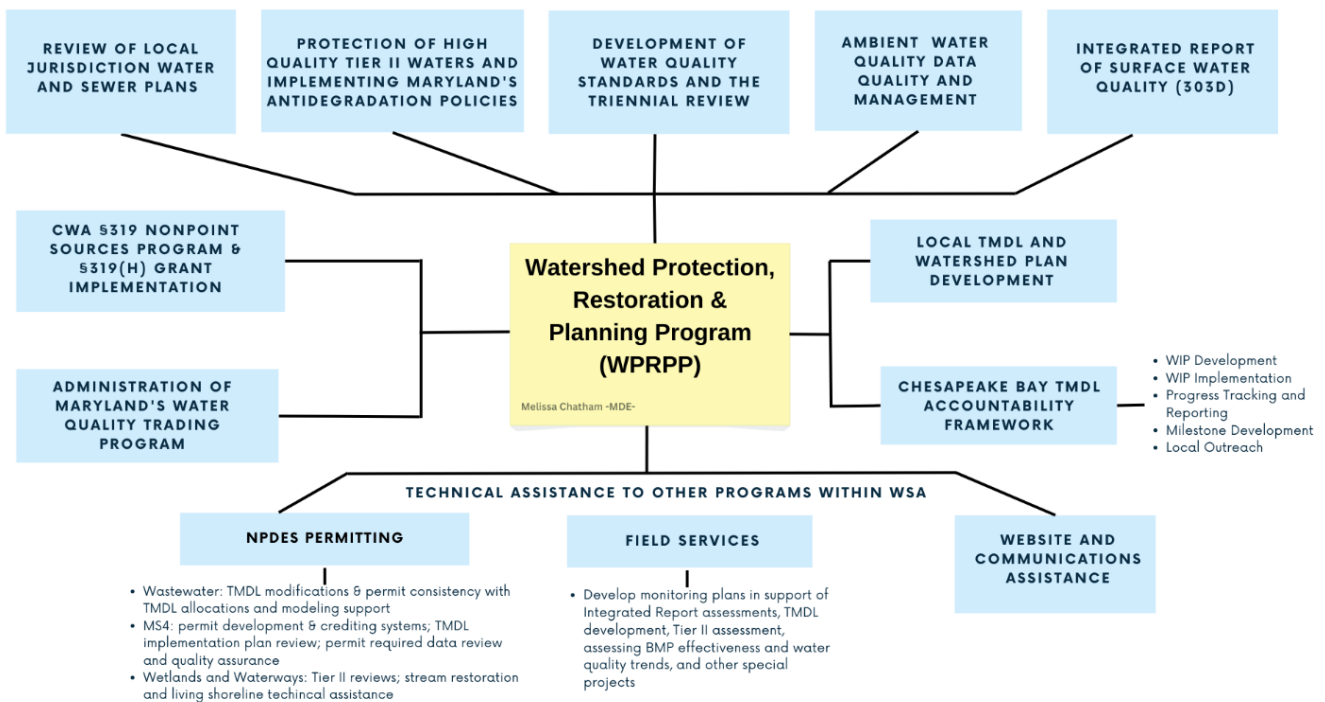 REVIEW OF LOCAL
JURISDICTION WATER
AND SEWER PLANS
PROTECTION OF HIGH
QUALITY TIER II WATERS AND
IMPLEMENTING MARYLAND'S
ANTIDEGRADATION POLICIES
DEVELOPMENT OF
WATER QUALITY
STANDARDS AND THE
TRIENNIAL REVIEW
AMBIENT WATER
QUALITY DATA
QUALITY AND
MANAGEMENT
INTEGRATED REPORT
OF SURFACE WATER
QUALITY (303D)
CWA §319 NONPOINT
SOURCES PROGRAM &
§319(H) GRANT
IMPLEMENTATION
ADMINISTRATION OF
MARYLAND'S WATER
QUALITY TRADING
PROGRAM
Watershed Protection,
Restoration &
Planning Program
(WPRPP)
Melissa Chatham -MDE-
LOCAL TMDL AND
WATERSHED PLAN
DEVELOPMENT
CHESAPEAKE BAY TMDL
ACCOUNTABILITY
FRAMEWORK
• WIP Development
• WIP Implementation
• Progress Tracking and
Reporting
• Milestone Development
• Local Outreach
TECHNICAL ASSISTANCE TO OTHER PROGRAMS WITHIN WSA
NPDES PERMITTING
• Wastewater: TMDL modifications & permit consistency with
TMDL allocations and modeling support
• MS4: permit development & crediting systems; TMDL
implementation plan review; permit required data review
and quality assurance
• Wetlands and Waterways: Tier II reviews; stream restoration
and living shoreline techincal assistance
FIELD SERVICES
• Develop monitoring plans in support of
Integrated Report assessments, TMDL
development, Tier II assessment,
assessing BMP effectiveness and water
quality trends, and other special
projects
WEBSITE AND
COMMUNICATIONS
ASSISTANCE